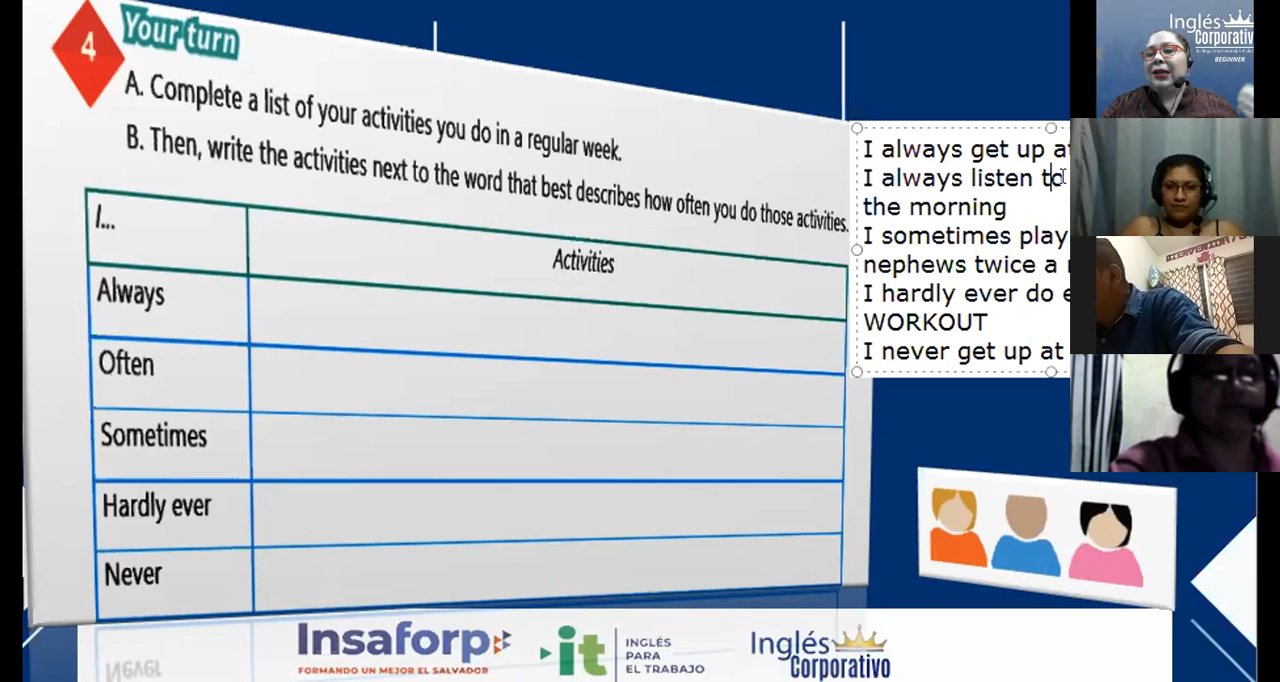 4
Your turn
A. Complete a list of your activities you do in a regular week.
B. Then, write the activities next to the word that best describes how often you do those activities.
I...
Activities
Always
Often
Sometimes
Hardly ever
Never
I always get up at
I always listen to
the morning
I sometimes play
nephews twice a
I hardly ever do
WORKOUT
I never get up at
Insaforp
FORMANDO UN MEJOR EL SALVADOR
it
INGLÉS
PARA
EL TRABAJO
Inglés
Corporativo
Inglés
Corporativo
BEGINNER